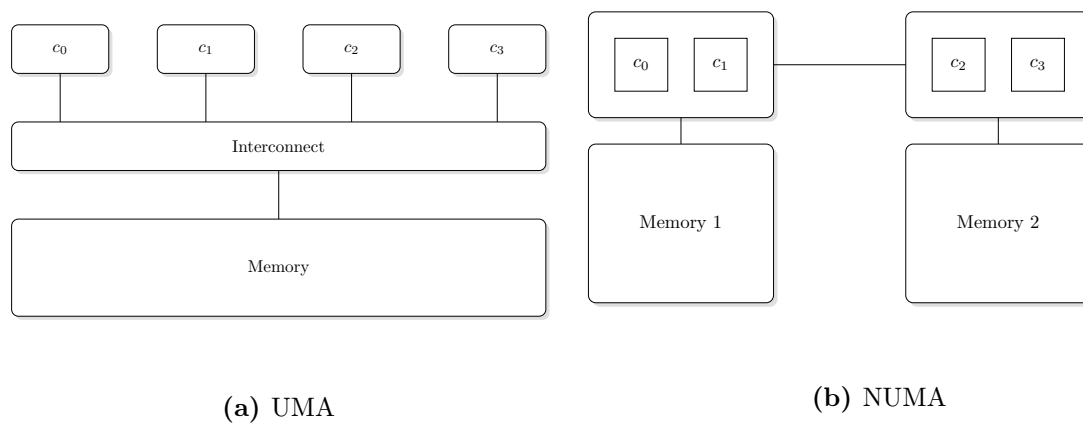 c0 c1 c2 c3
Interconnect
Memory
(a) UMA
c0 c1 c2 c3
Memory 1 Memory 2
(b) NUMA